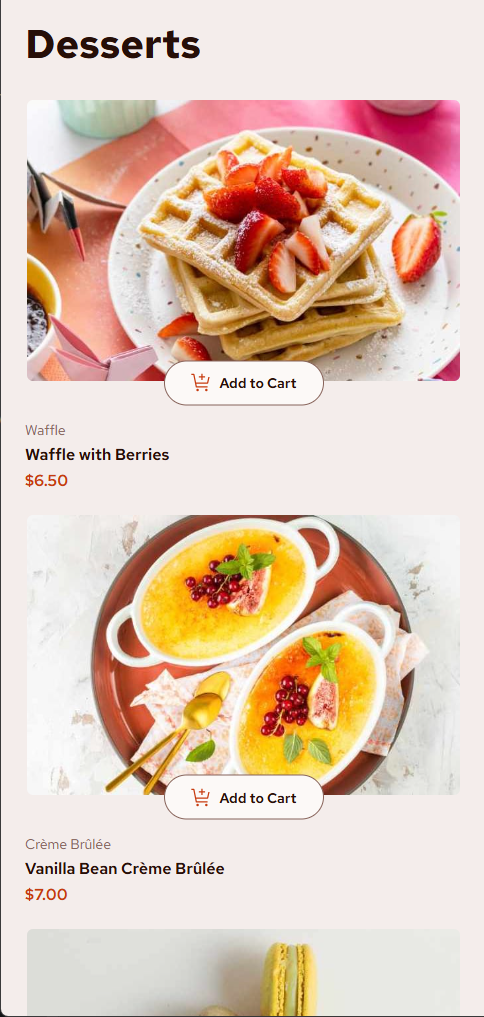 Desserts
Add to Cart
Waffle
Waffle with Berries
$6.50
Add to Cart
Crème Brûlée
Vanilla Bean Crème Brûlée
$7.00